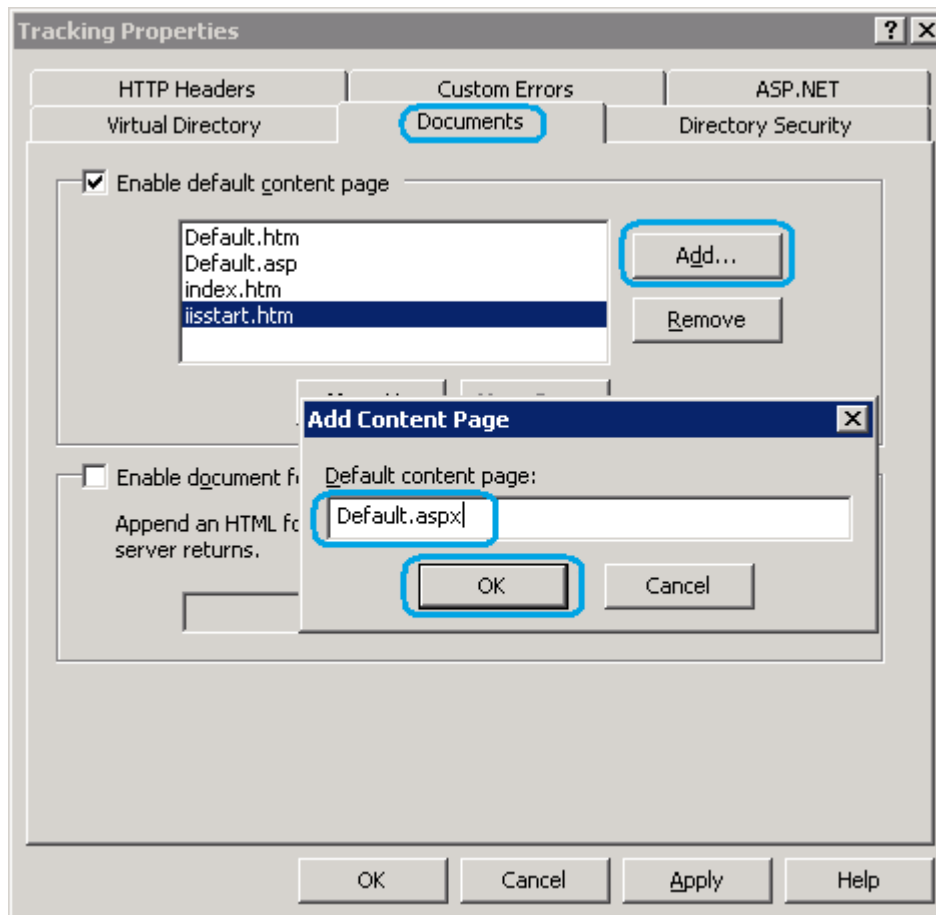 Tracking Properties
HTTP Headers
Custom Errors
ASP.NET
Virtual Directory
Documents
Directory Security
Enable default content page
Default.htm
Default.asp
index.htm
iisstart.htm
Add...
Remove
Add Content Page
Default content page:
Default.aspx
OK
Cancel
Enable document
Append an HTML
server returns.
OK
Cancel
Apply
Help